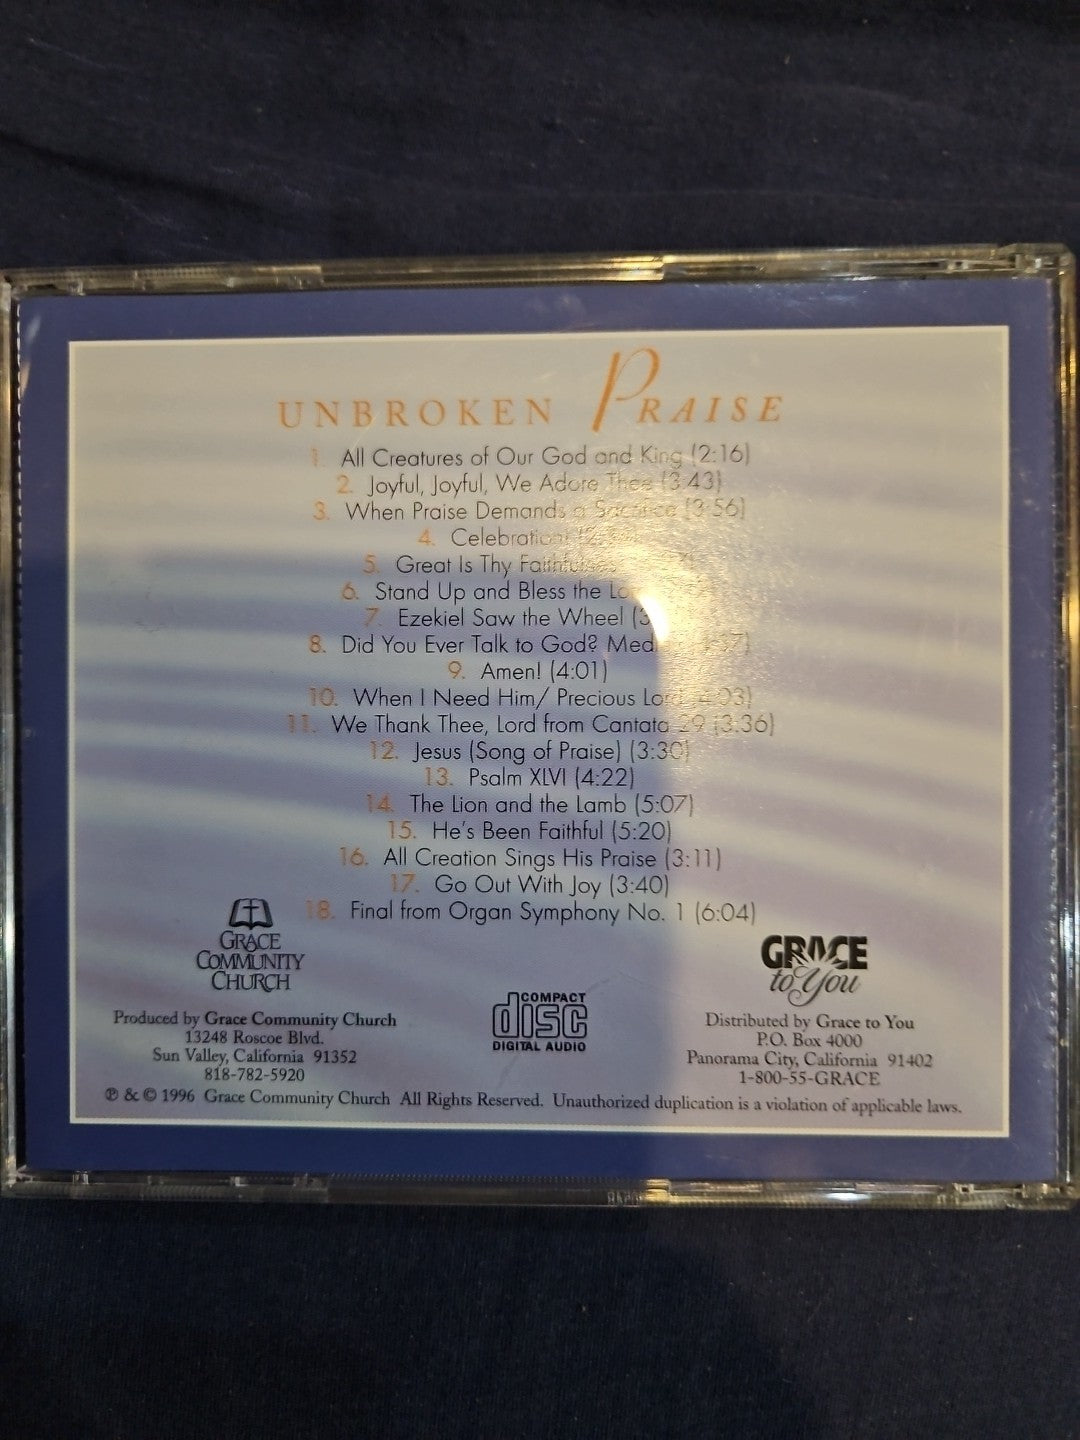 UNBROKEN PRAISE
1. All Creatures of Our God and King (2:16)
2. Joyful, Joyful, We Adore Thee (3:43)
3. When Praise Demands a Sacrifice (3:56)
4. Celebration!
5. Great Is Thy Faithfulness
6. Stand Up and Bless the
7. Ezekiel Saw the Wheel
8. Did You Ever Talk to God?
9. Amen! (4:01)
10. When I Need Him/ Precious Lord (4:03)
11. We Thank Thee, Lord from Cantata 29 (3:36)
12. Jesus (Song of Praise) (3:30)
13. Psalm XLVI (4:22)
14. The Lion and the Lamb (5:07)
15. He's Been Faithful (5:20)
16. All Creation Sings His Praise (3:11)
17. Go Out With Joy (3:40)
18. Final from Organ Symphony No. 1 (6:04)
GRACE
COMMUNITY
CHURCH
Produced by Grace Community Church
13248 Roscoe Blvd.
Sun Valley, California 91352
818-782-5920
COMPACT
disc
DIGITAL AUDIO
GRACE
to You
Distributed by Grace to You
P.O. Box 4000
Panorama City, California 91402
1-800-55-GRACE
℗ & © 1996 Grace Community Church All Rights Reserved. Unauthorized duplication is a violation of applicable laws.